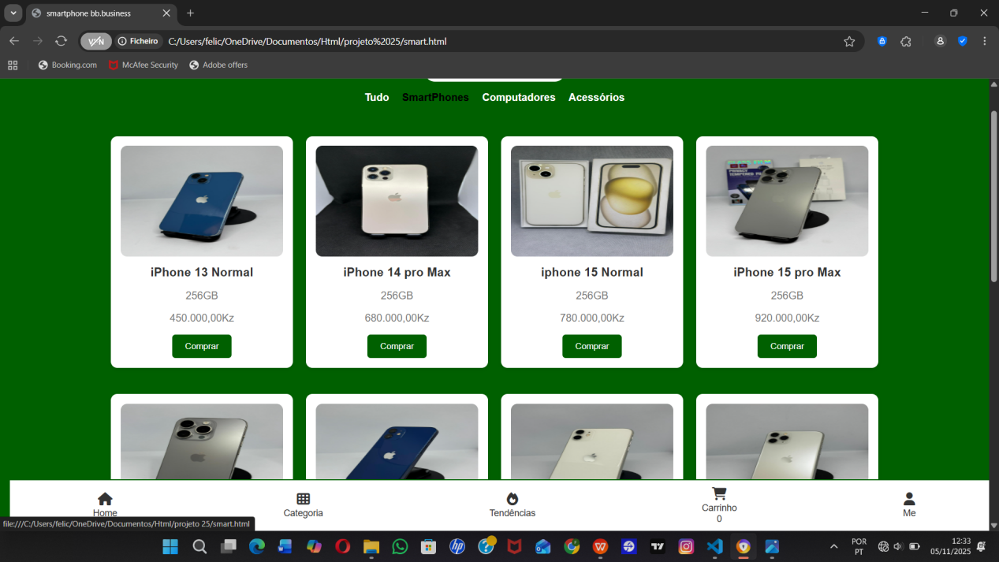 smartphone bb.business
VPN
Ficheiro
C:/Users/felic/OneDrive/Documentos/Html/projeto%2025/smart.html
Booking.com
McAfee Security
Adobe offers
Tudo SmartPhones Computadores Acessórios
PRIVACY
TEMPERED
iPhone 13 Normal
256GB
450.000,00Kz
Comprar
iPhone 14 pro Max
256GB
680.000,00Kz
Comprar
iphone 15 Normal
256GB
780.000,00Kz
Comprar
iPhone 15 pro Max
256GB
920.000,00Kz
Comprar
Home
Categoria
Tendências
Carrinho
0
Me
file:///C:/Users/felic/OneDrive/Documentos/Html/projeto 25/smart.html
POR
PT
12:33
05/11/2025